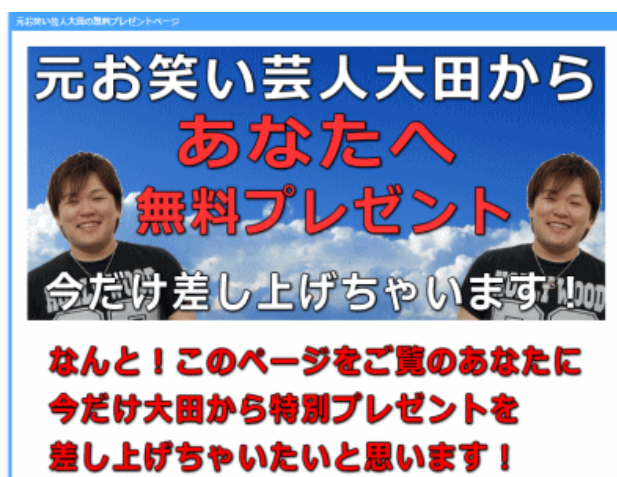 元お笑い芸人大田の無料プレゼントページ
元お笑い芸人大田から
あなたへ
無料プレゼント
今だけ差し上げちゃいます！
HOLLYWOOD
HOLLYWOOD
なんと！このページをご覧のあなたに
今だけ大田から特別プレゼントを
差し上げちゃいたいと思います！